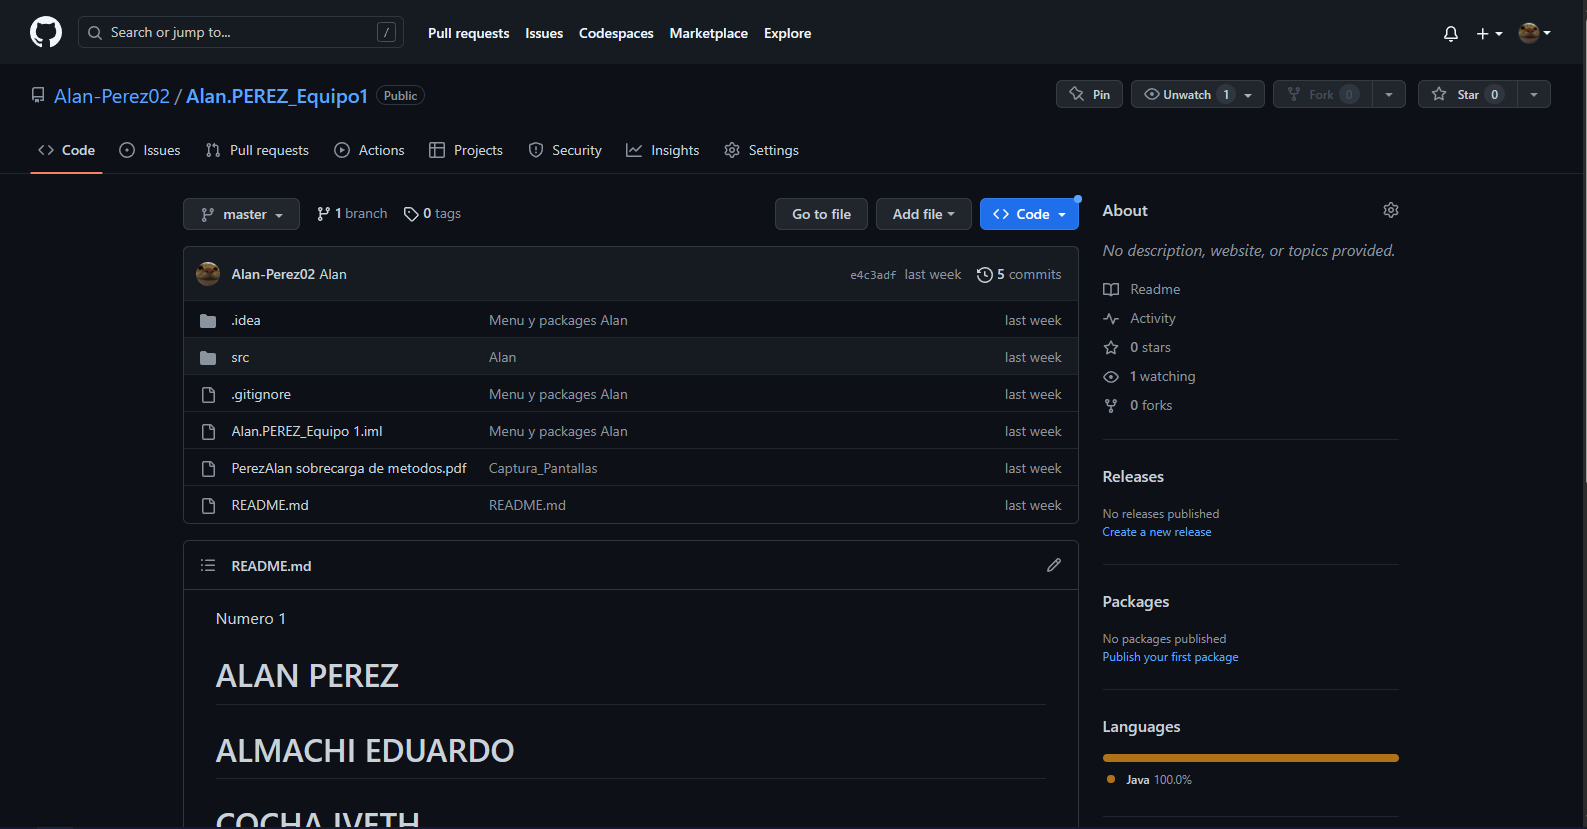 Search or jump to... /
Pull requests Issues Codespaces Marketplace Explore
Alan-Perez02 / Alan.PEREZ_Equipo1 Public
Pin Unwatch 1 Fork 0 Star 0
Code Issues Pull requests Actions Projects Security Insights Settings
master 1 branch 0 tags
Go to file Add file Code
Alan-Perez02 Alan e4c3adf last week 5 commits
.idea Menu y packages Alan last week
src Alan last week
.gitignore Menu y packages Alan last week
Alan.PEREZ_Equipo 1.iml Menu y packages Alan last week
PerezAlan sobrecarga de metodos.pdf Captura_Pantallas last week
README.md README.md last week
README.md
Numero 1
ALAN PEREZ
ALMACHI EDUARDO
COCHA IVETH
About
No description, website, or topics provided.
Readme
Activity
0 stars
1 watching
0 forks
Releases
No releases published
Create a new release
Packages
No packages published
Publish your first package
Languages
Java 100.0%